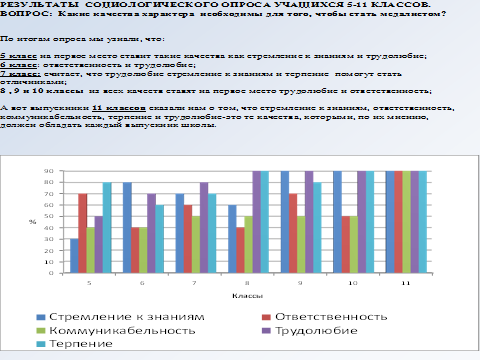 РЕЗУЛЬТАТЫ СОЦИОЛОГИЧЕСКОГО ОПРОСА УЧАЩИХСЯ 5-11 КЛАССОВ.
ВОПРОС: Какие качества характера необходимы для того, чтобы стать медалистом?
По итогам опроса мы узнали, что:
5 класс на первое место ставит такие качества как стремление к знаниям и трудолюбие;
6 класс: ответственность и трудолюбие;
7 класс: считает, что трудолюбие стремление к знаниям и терпение помогут стать
отличниками;
8 , 9 и 10 классы из всех качеств ставят на первое место трудолюбие и ответственность;
А вот выпускники 11 классов сказали нам о том, что стремление к знаниям, ответственность,
коммуникабельность, терпение и трудолюбие-это те качества, которыми, по их мнению,
должен обладать каждый выпускник школы.
90
80
70
60
50
40
30
20
10
0
%
5 6 7 8 9 10 11
Классы
Стремление к знаниям Ответственность
Коммуникабельность Трудолюбие
Терпение